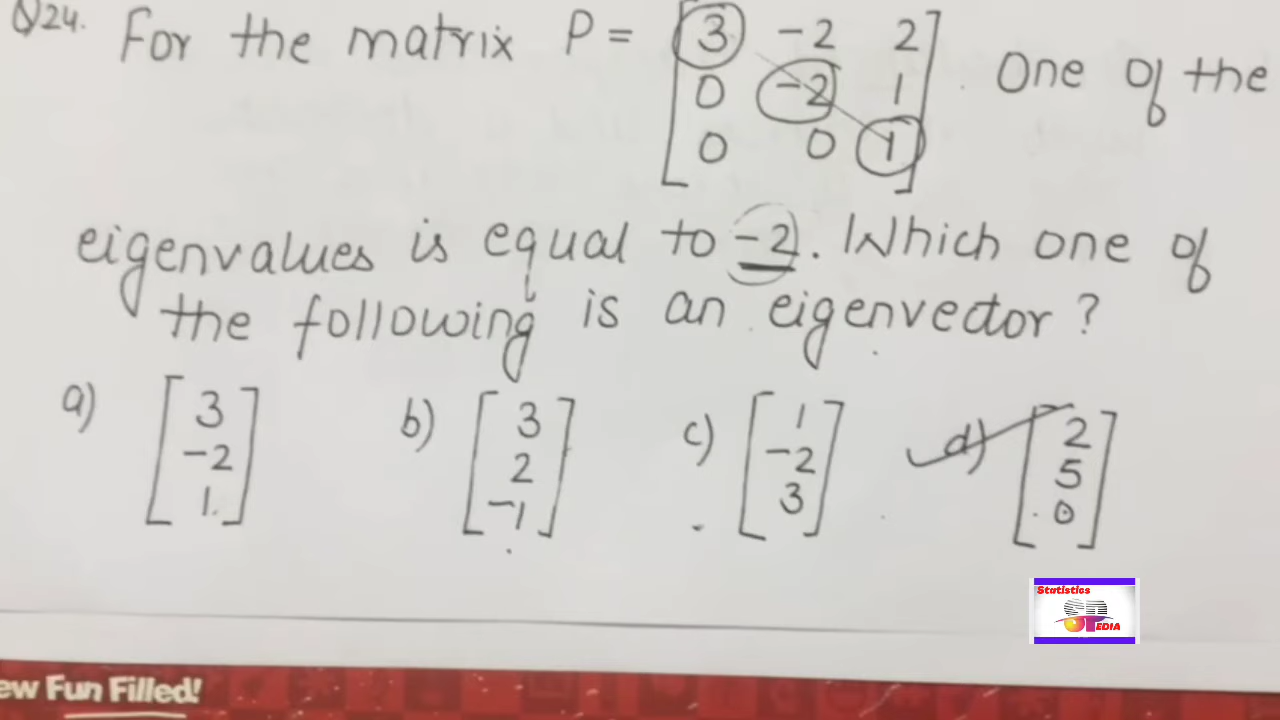 Q24. For the matrix P = [3 -2 2] One of the
0 -2 1
0 0 1
eigenvalues is equal to -2. Which one of
the following is an eigenvector?
a) [3 b) [3 c) [1 d) [2
-2 2 -2 5
1] -1] 3] 0]
Statistics
PEDIA
ew Fun Filled!